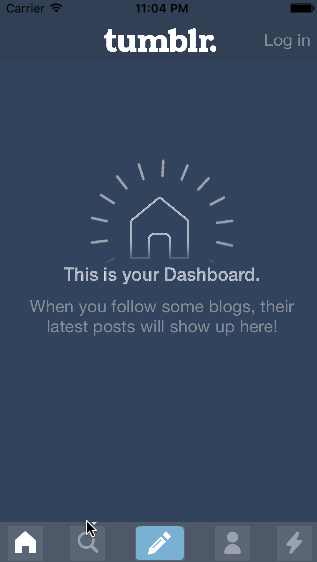 Carrier 11:04 PM
tumblr. Log in
This is your Dashboard.
When you follow some blogs, their
latest posts will show up here!